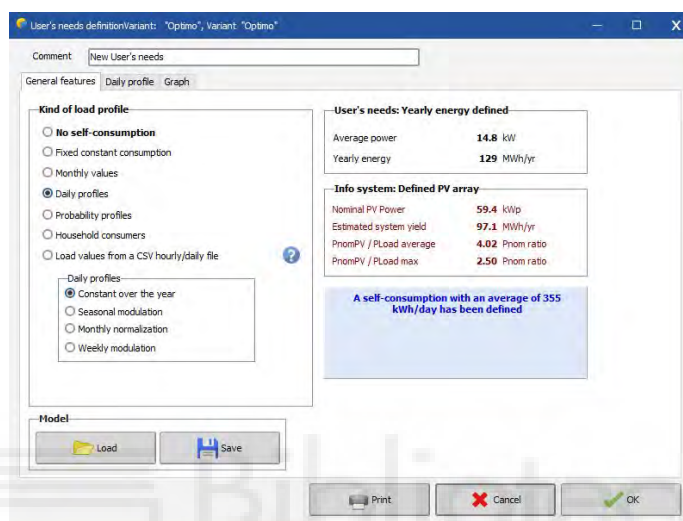 User's needs definitionVariant: "Optimo", Variant "Optimo"
Comment New User's needs
General features Daily profile Graph
Kind of load profile
No self-consumption
Fixed constant consumption
Monthly values
Daily profiles
Probability profiles
Household consumers
Load values from a CSV hourly/daily file
Daily profiles
Constant over the year
Seasonal modulation
Monthly normalization
Weekly modulation
Model
Load Save
User's needs: Yearly energy defined
Average power 14.8 kW
Yearly energy 129 MWh/yr
Info system: Defined PV array
Nominal PV Power 59.4 kWp
Estimated system yield 97.1 MWh/yr
PnomPV / PLoad average 4.02 Pnom ratio
PnomPV / PLoad max 2.50 Pnom ratio
A self-consumption with an average of 355
kWh/day has been defined
Print Cancel OK